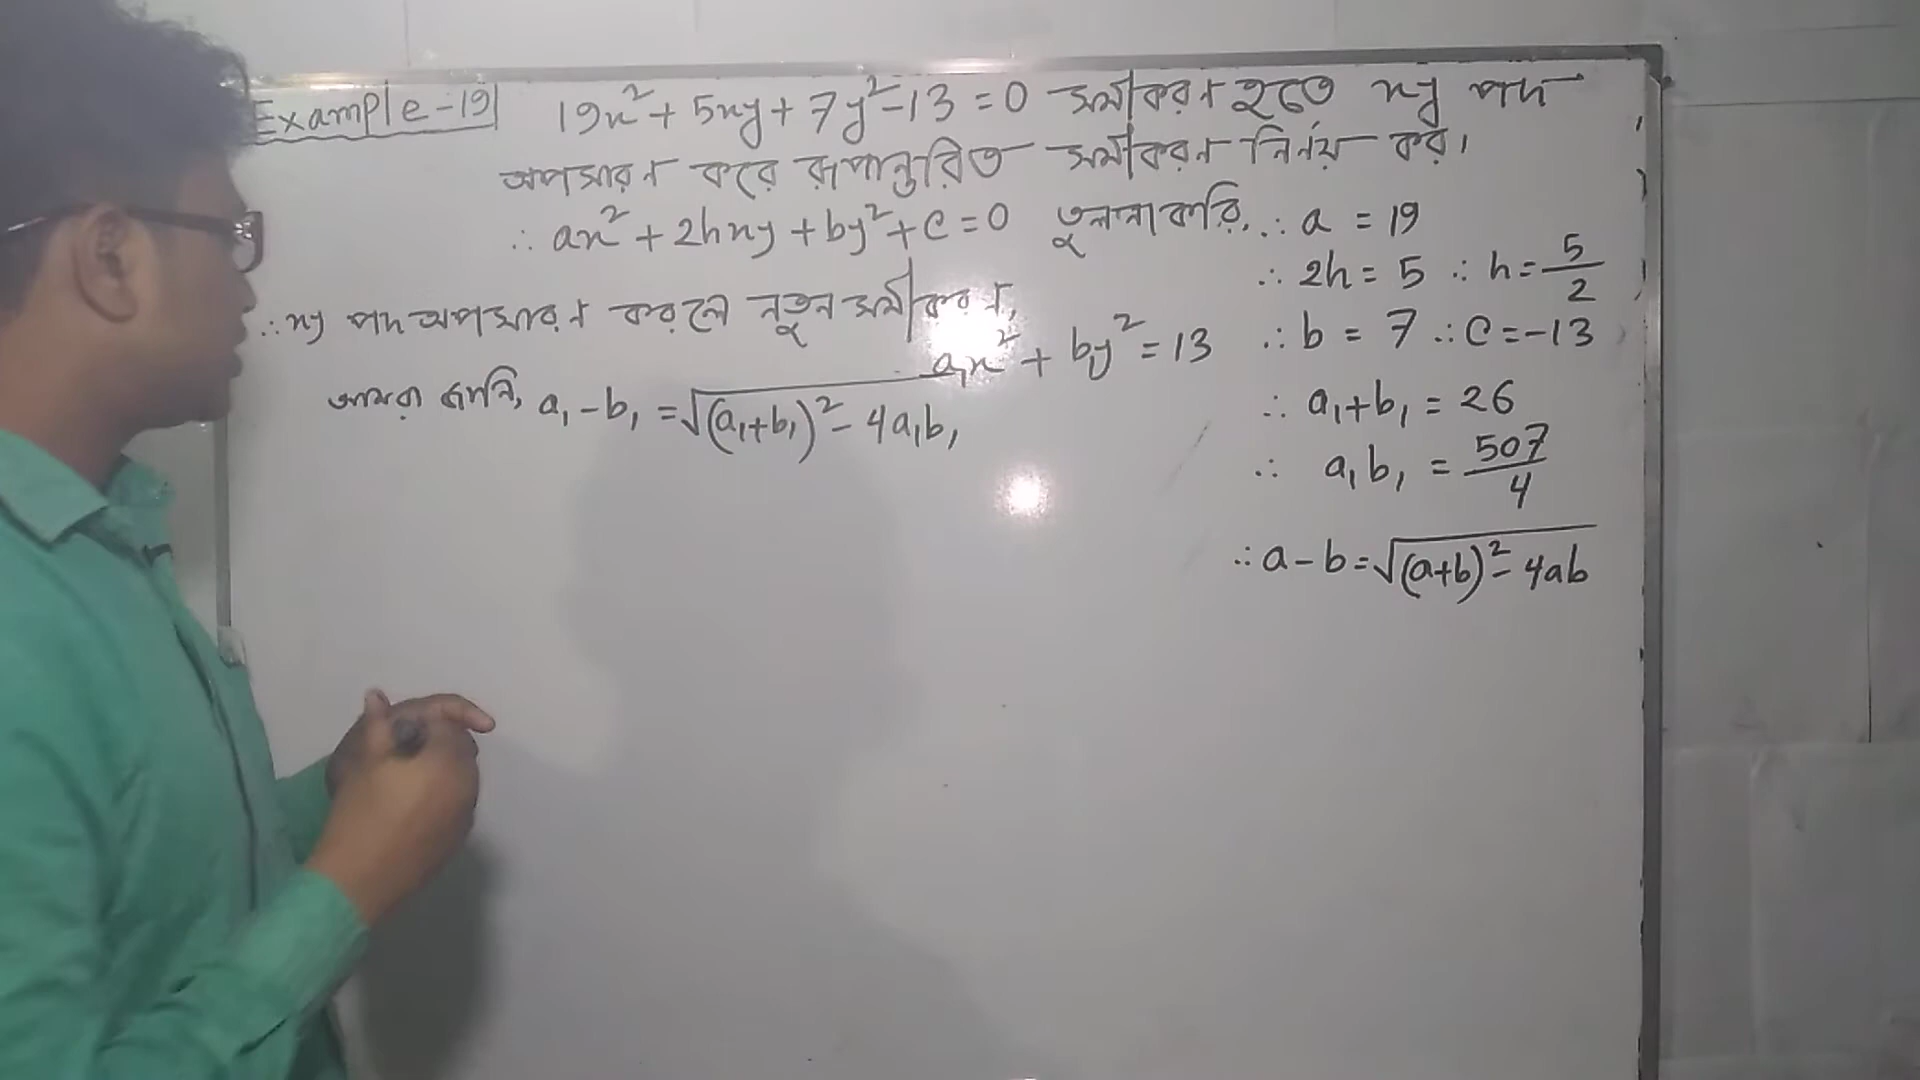 Example-19 19x² + 5xy + 7y² - 13 = 0 সমীকরণ হতে xy পদ
অপসারণ করে রূপান্তরিত সমীকরণ নির্ণয় কর।
∴ ax² + 2hxy + by² + c = 0 তুলনা করি, ∴ a = 19
∴ 2h = 5 ∴ h = 5/2
∴ xy পদ অপসারণ করলে নতুন সমীকরণ,
a₁x² + b₁y² = 13 ∴ b = 7 ∴ c = -13
আমরা জানি, a₁ - b₁ = √((a₁+b₁)² - 4a₁b₁)
∴ a₁+b₁ = 26
∴ a₁b₁ = 507/4
∴ a - b = √((a+b)² - 4ab)